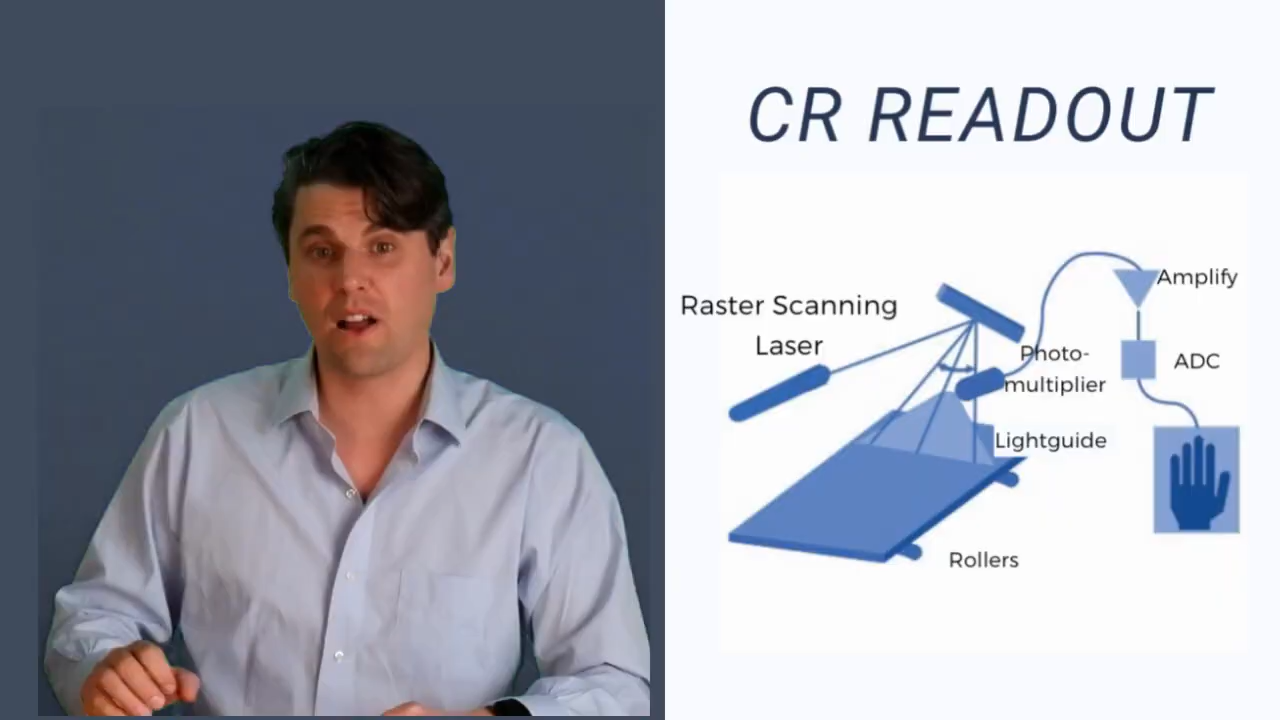 CR READOUT
Amplify
Raster Scanning
Laser
Photo-
multiplier
ADC
Lightguide
Rollers